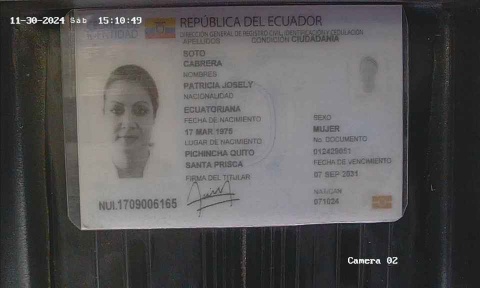 11-30-2024 Sáb 15:10:49
REPÚBLICA DEL ECUADOR
DIRECCIÓN GENERAL DE REGISTRO CIVIL, IDENTIFICACIÓN Y CEDULACIÓN
IDENTIDAD
APELLIDOS
CONDICIÓN CIUDADANÍA
SOTO
CABRERA
NOMBRES
PATRICIA JOSELY
NACIONALIDAD
ECUATORIANA
FECHA DE NACIMIENTO
17 MAR 1976
LUGAR DE NACIMIENTO
PICHINCHA QUITO
SANTA PRISCA
FIRMA DEL TITULAR
SEXO
MUJER
No. DOCUMENTO
FECHA DE VENCIMIENTO
07 SEP 2031
NAT/CAN
071024
NUI.1709006165
Camera 02